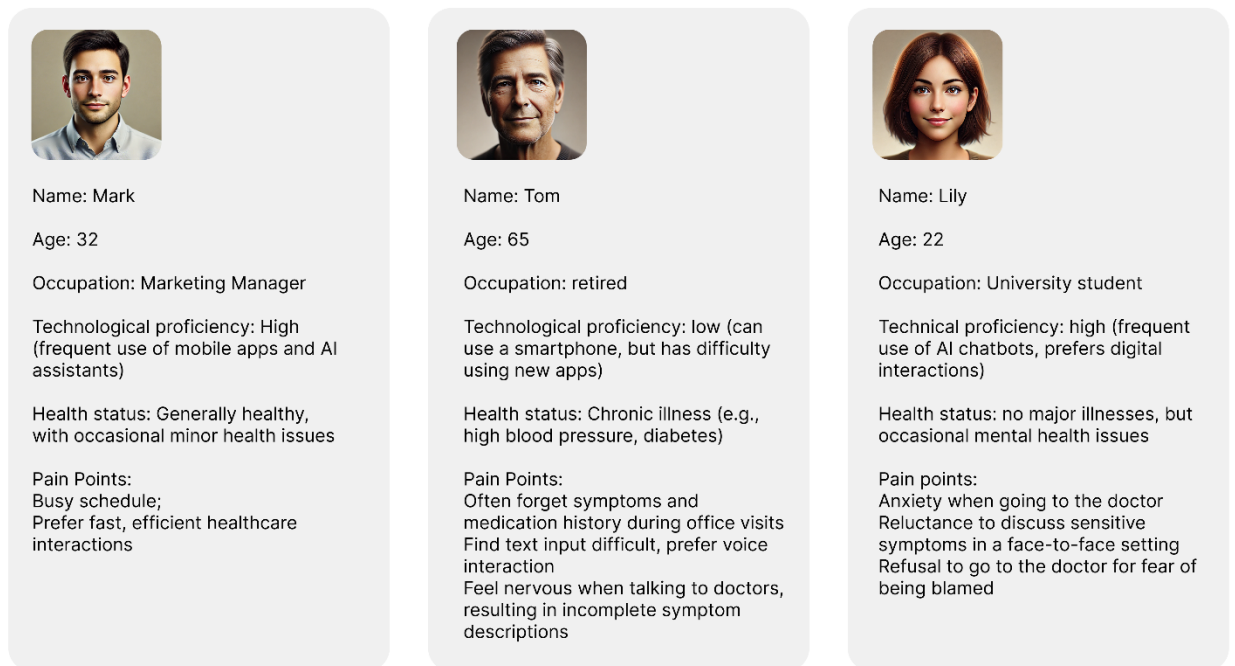 Name: Mark
Age: 32
Occupation: Marketing Manager
Technological proficiency: High
(frequent use of mobile apps and AI
assistants)
Health status: Generally healthy,
with occasional minor health issues
Pain Points:
Busy schedule;
Prefer fast, efficient healthcare
interactions
Name: Tom
Age: 65
Occupation: retired
Technological proficiency: low (can
use a smartphone, but has difficulty
using new apps)
Health status: Chronic illness (e.g.,
high blood pressure, diabetes)
Pain Points:
Often forget symptoms and
medication history during office visits
Find text input difficult, prefer voice
interaction
Feel nervous when talking to doctors,
resulting in incomplete symptom
descriptions
Name: Lily
Age: 22
Occupation: University student
Technical proficiency: high (frequent
use of AI chatbots, prefers digital
interactions)
Health status: no major illnesses, but
occasional mental health issues
Pain points:
Anxiety when going to the doctor
Reluctance to discuss sensitive
symptoms in a face-to-face setting
Refusal to go to the doctor for fear of
being blamed